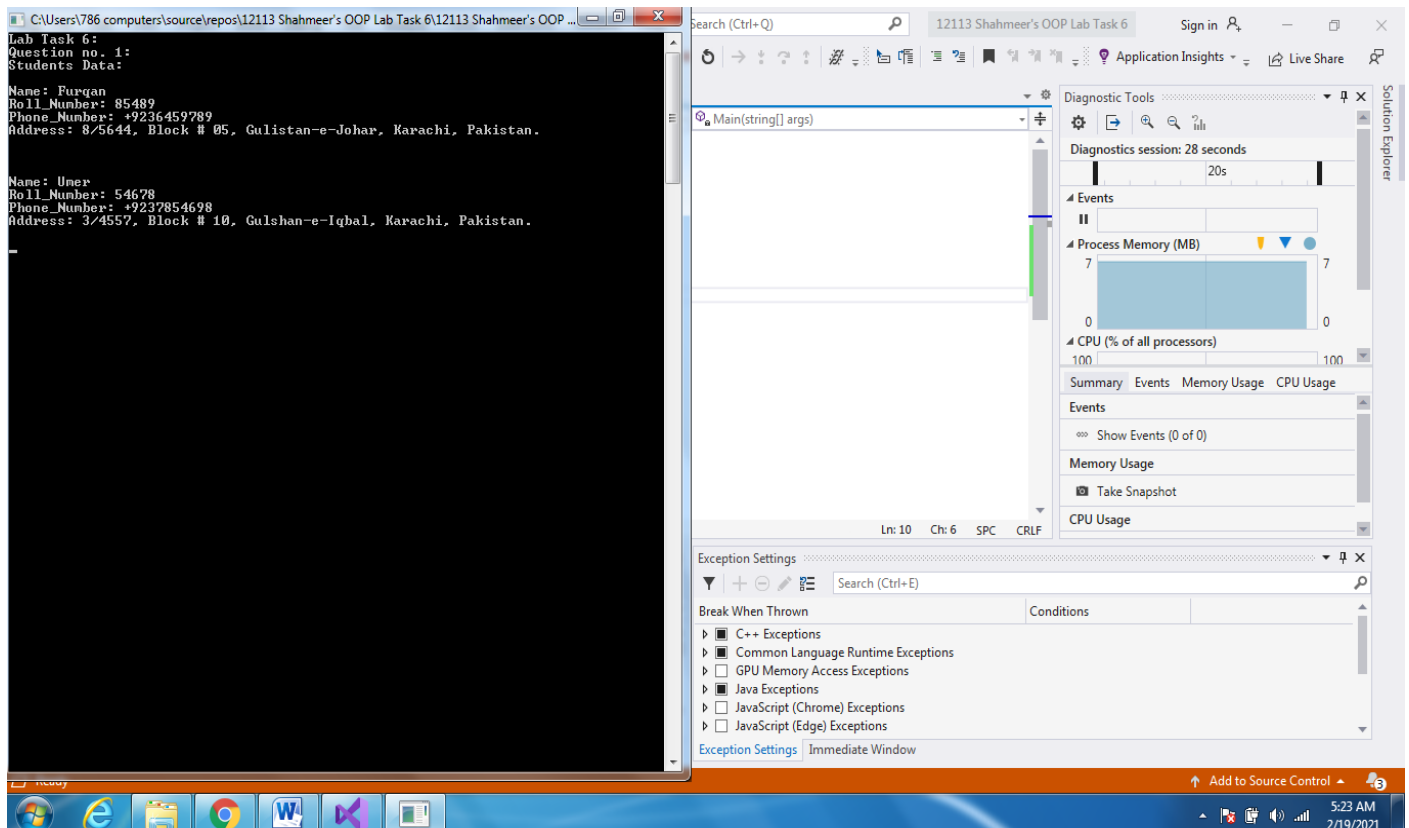 C:\Users\786 computers\source\repos\12113 Shahmeer's OOP Lab Task 6\12113 Shahmeer's OOP ...
Lab Task 6:
Question no. 1:
Students Data:
Name: Furqan
Roll_Number: 85489
Phone_Number: +9236459789
Address: 8/5644, Block # 05, Gulistan-e-Johar, Karachi, Pakistan.
Name: Umer
Roll_Number: 54678
Phone_Number: +9237854698
Address: 3/4557, Block # 10, Gulshan-e-Iqbal, Karachi, Pakistan.
Search (Ctrl+Q)
12113 Shahmeer's OOP Lab Task 6
Sign in
Application Insights
Live Share
Main(string[] args)
Solution Explorer
Diagnostic Tools
Diagnostics session: 28 seconds
20s
Events
Process Memory (MB)
7 7
0 0
CPU (% of all processors)
100 100
Summary Events Memory Usage CPU Usage
Events
Show Events (0 of 0)
Memory Usage
Take Snapshot
CPU Usage
Ln: 10 Ch: 6 SPC CRLF
Exception Settings
Search (Ctrl+E)
Break When Thrown Conditions
C++ Exceptions
Common Language Runtime Exceptions
GPU Memory Access Exceptions
Java Exceptions
JavaScript (Chrome) Exceptions
JavaScript (Edge) Exceptions
Exception Settings Immediate Window
Ready
Add to Source Control
3
5:23 AM
2/19/2021